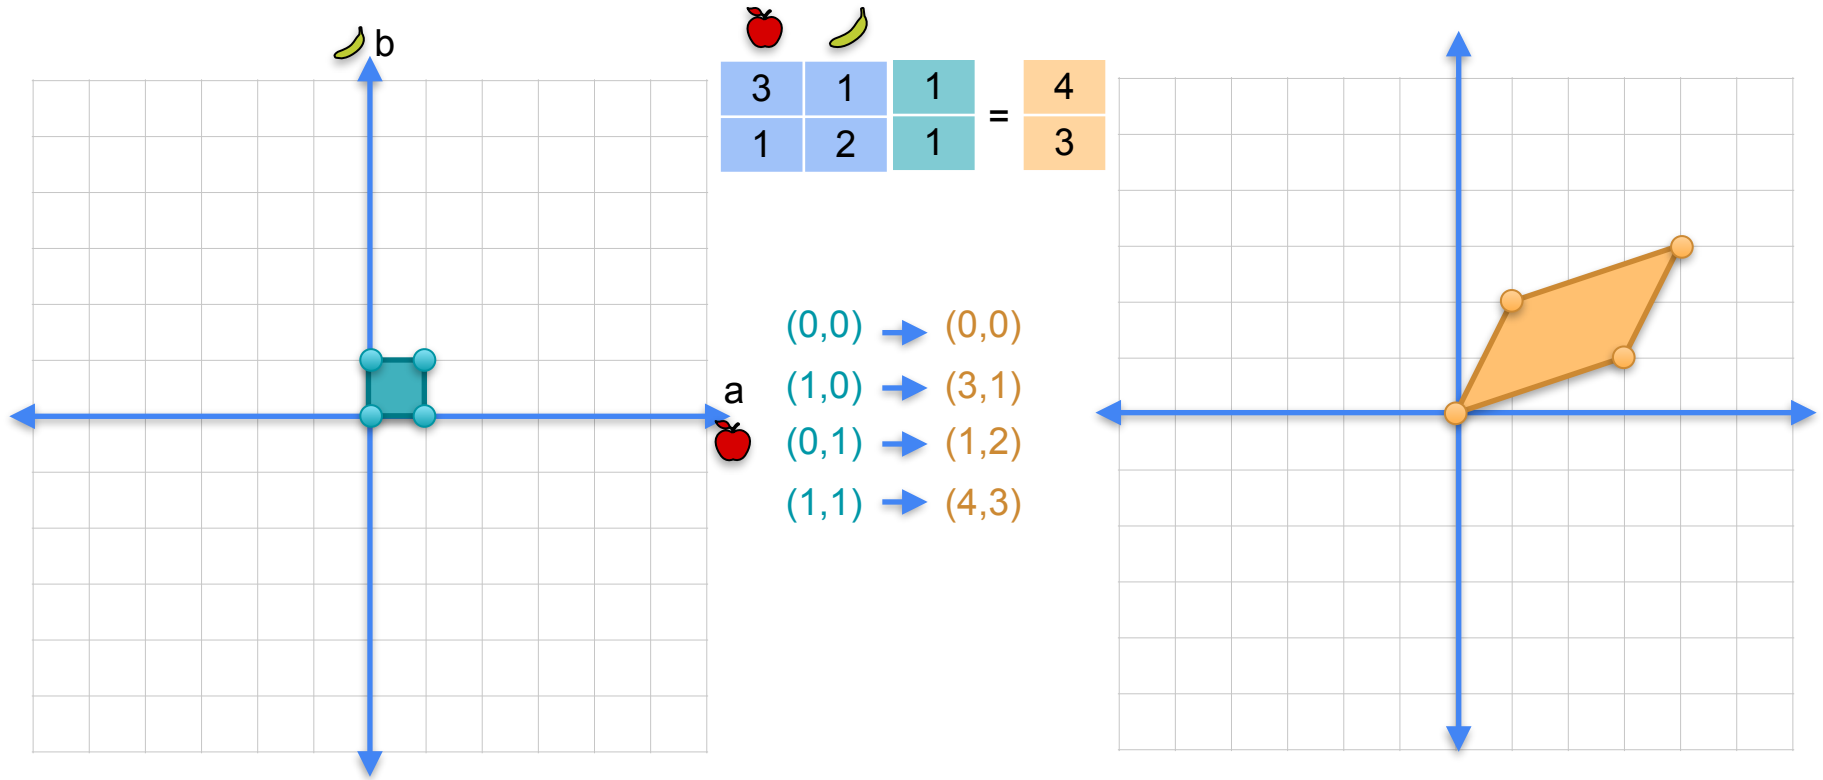 b
3 1 1 = 4
1 2 1 3
a
(0,0) (0,0)
(1,0) (3,1)
(0,1) (1,2)
(1,1) (4,3)